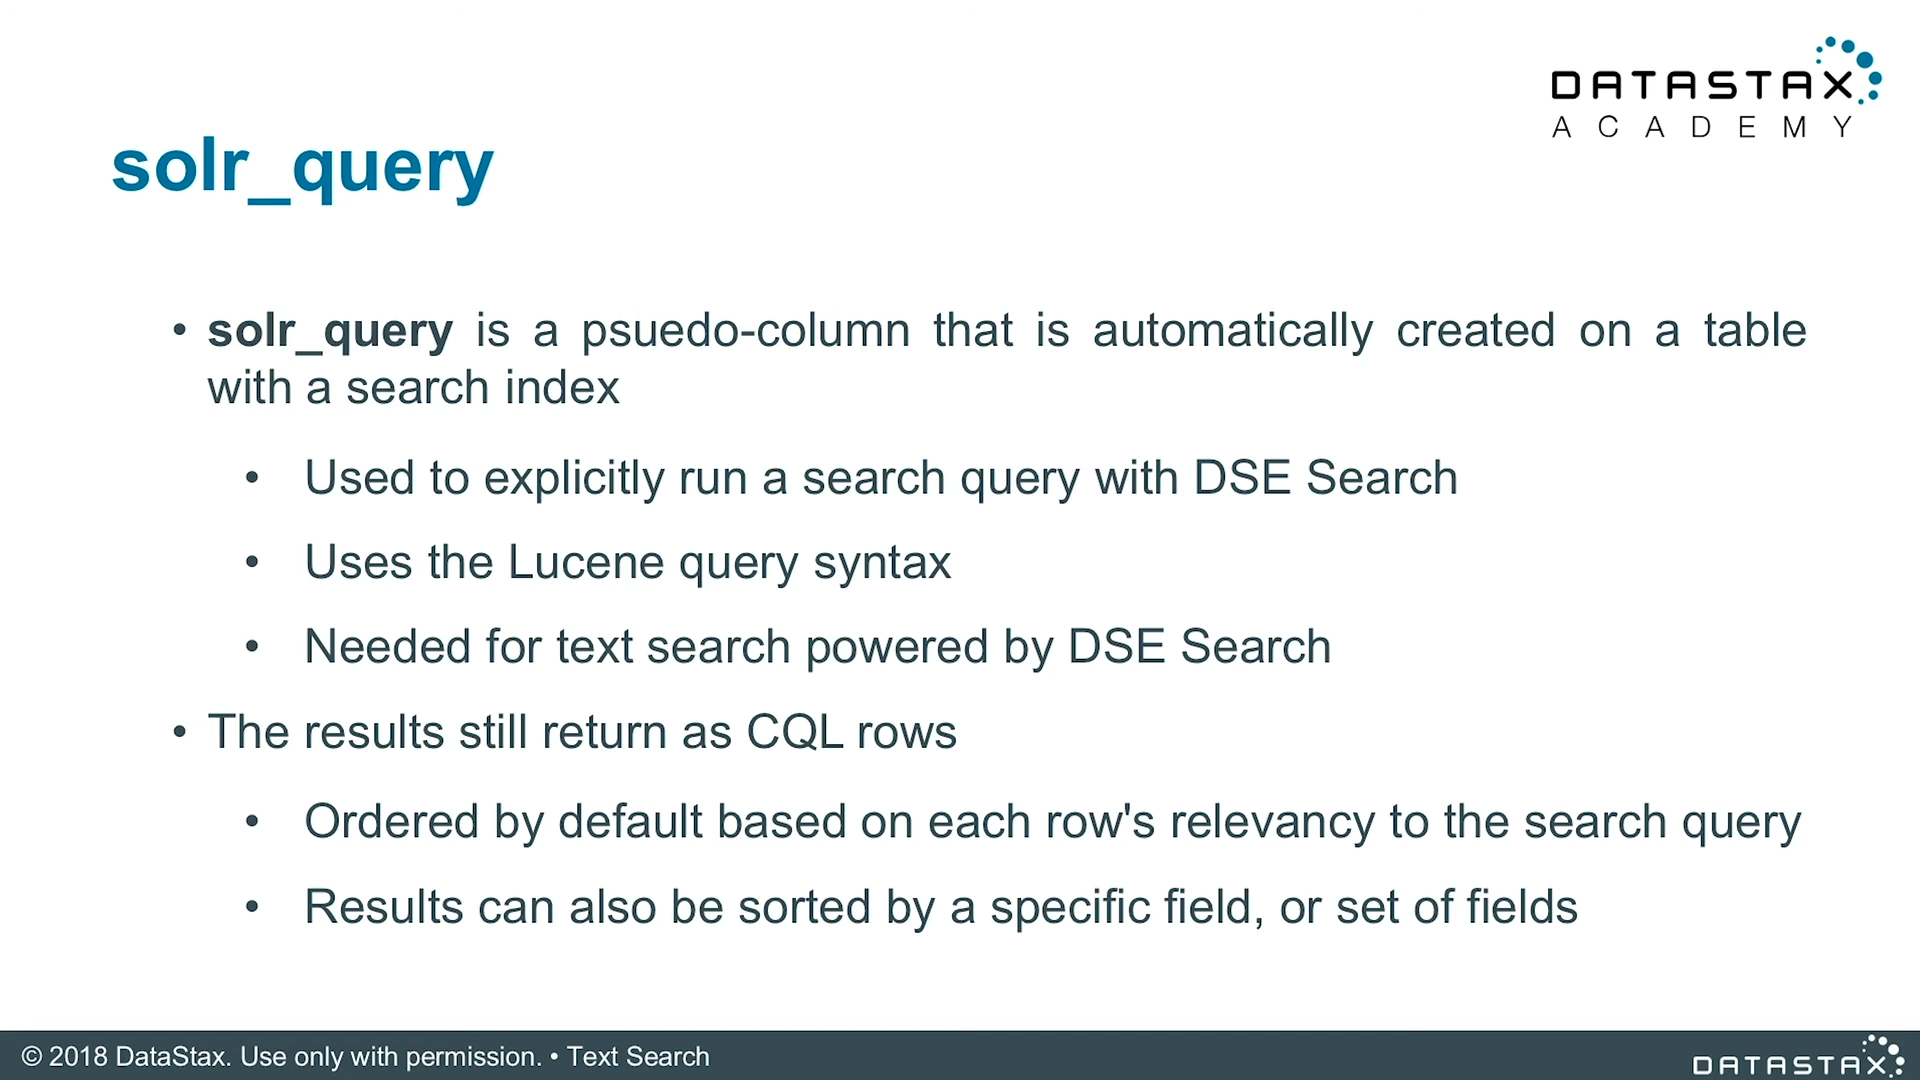 DATASTAX
ACADEMY
solr_query
• solr_query is a psuedo-column that is automatically created on a table
with a search index
• Used to explicitly run a search query with DSE Search
• Uses the Lucene query syntax
• Needed for text search powered by DSE Search
• The results still return as CQL rows
• Ordered by default based on each row's relevancy to the search query
• Results can also be sorted by a specific field, or set of fields
© 2018 DataStax. Use only with permission. • Text Search
DATASTAX